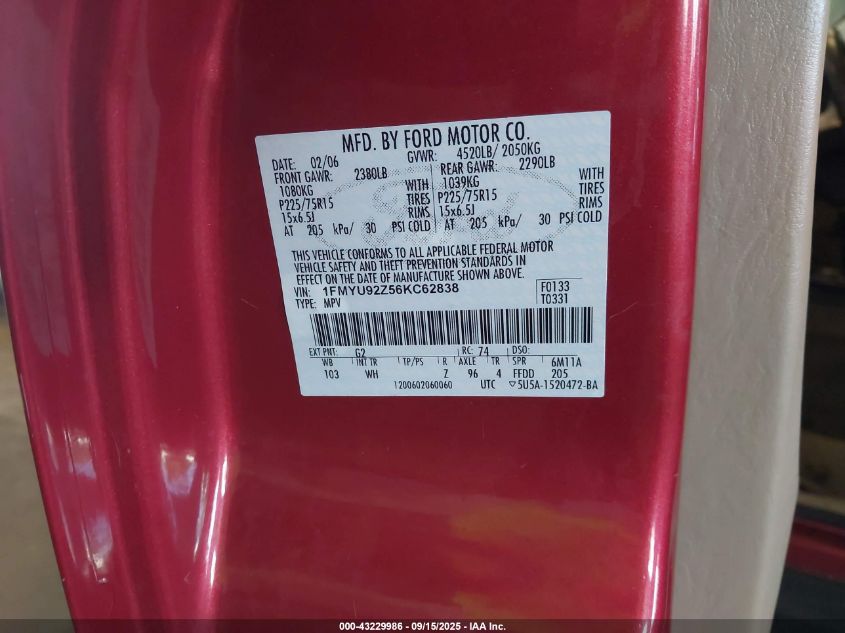 MFD. BY FORD MOTOR CO.
DATE: 02/06 GVWR: 4520LB/ 2050KG
FRONT GAWR: 2380LB REAR GAWR: 2290LB
1080KG WITH 1039KG WITH
P225/75R15 TIRES P225/75R15 TIRES
15x6.5J RIMS 15x6.5J RIMS
AT 205 kPa/ 30 PSI COLD AT 205 kPa/ 30 PSI COLD
THIS VEHICLE CONFORMS TO ALL APPLICABLE FEDERAL MOTOR
VEHICLE SAFETY AND THEFT PREVENTION STANDARDS IN
EFFECT ON THE DATE OF MANUFACTURE SHOWN ABOVE.
VIN: 1FMYU92Z56KC62838 F0133
TYPE: MPV T0331
EXT PNT: G2 RC: 74 DSO:
WB INT TR TP/PS R AXLE TR SPR 6M11A
103 WH Z 96 4 FFDD 205
1200602060060 UTC ▽5U5A-1520472-BA
000-43229986 - 09/15/2025 - IAA Inc.